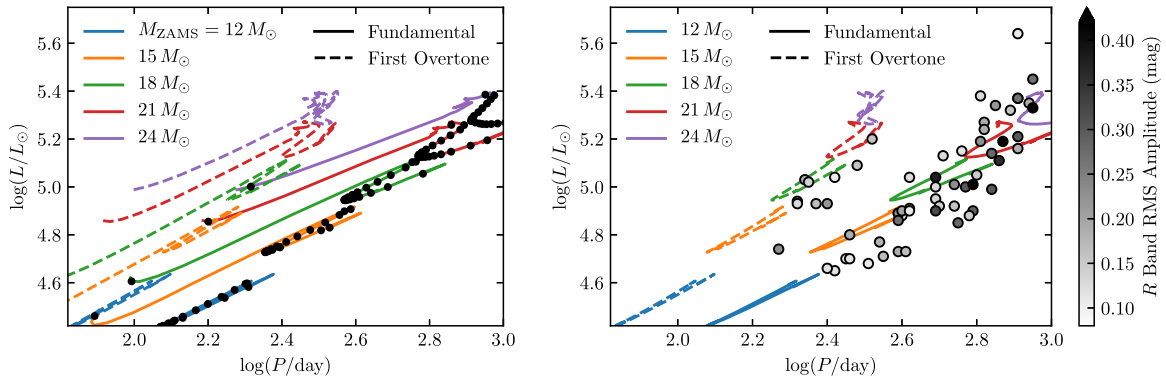 M_ZAMS = 12 M⊙
15 M⊙
18 M⊙
21 M⊙
24 M⊙
Fundamental
First Overtone
log(L/L⊙)
5.6
5.4
5.2
5.0
4.8
4.6
2.0
2.2
2.4
2.6
2.8
3.0
log(P/day)
12 M⊙
15 M⊙
18 M⊙
21 M⊙
24 M⊙
Fundamental
First Overtone
log(L/L⊙)
5.6
5.4
5.2
5.0
4.8
4.6
2.0
2.2
2.4
2.6
2.8
3.0
log(P/day)
0.40
0.35
0.30
0.25
0.20
0.15
0.10
R Band RMS Amplitude (mag)